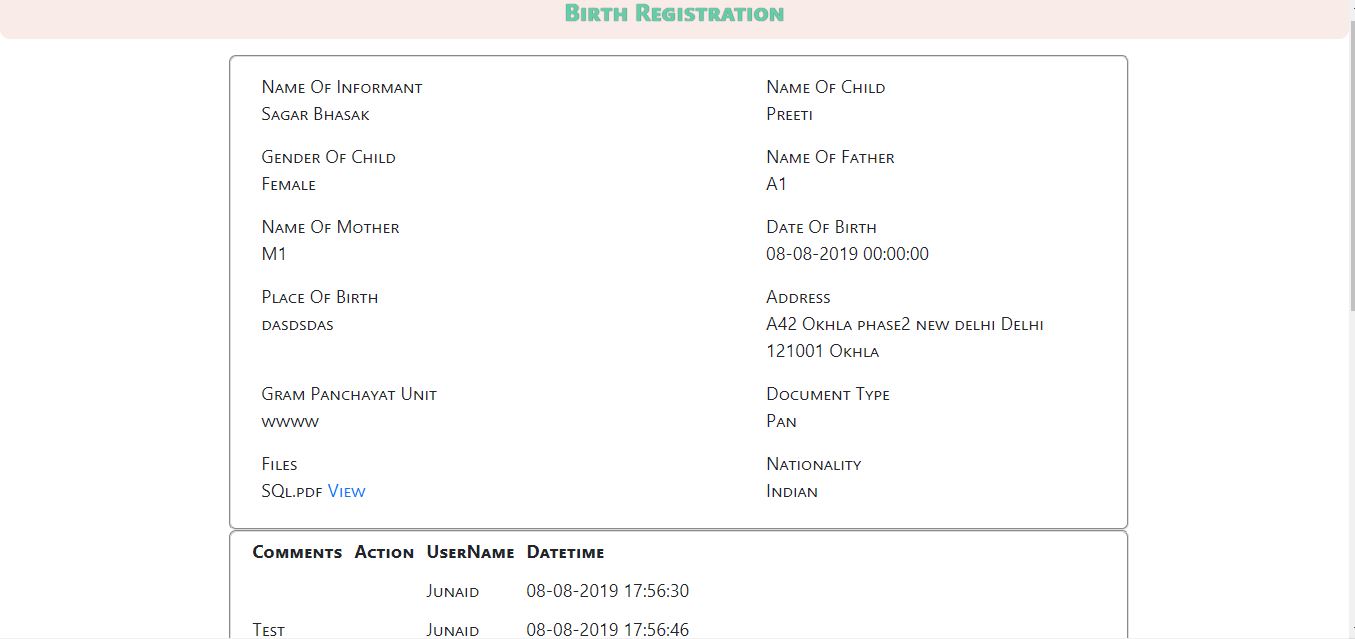 Birth Registration
Name Of Informant
Sagar Bhasak
Name Of Child
Preeti
Gender Of Child
Female
Name Of Father
A1
Name Of Mother
M1
Date Of Birth
08-08-2019 00:00:00
Place Of Birth
dasdsdas
Address
A42 Okhla phase2 new delhi Delhi
121001 Okhla
Gram Panchayat Unit
wwww
Document Type
Pan
Files
SQl.pdf View
Nationality
Indian
Comments Action UserName Datetime
Junaid 08-08-2019 17:56:30
Test Junaid 08-08-2019 17:56:46